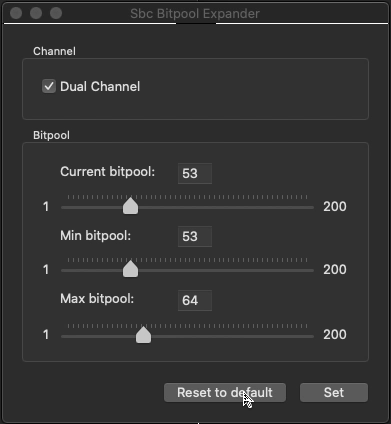 Sbc Bitpool Expander
Channel
Dual Channel
Bitpool
Current bitpool: 53
1 200
Min bitpool: 53
1 200
Max bitpool: 64
1 200
Reset to default Set